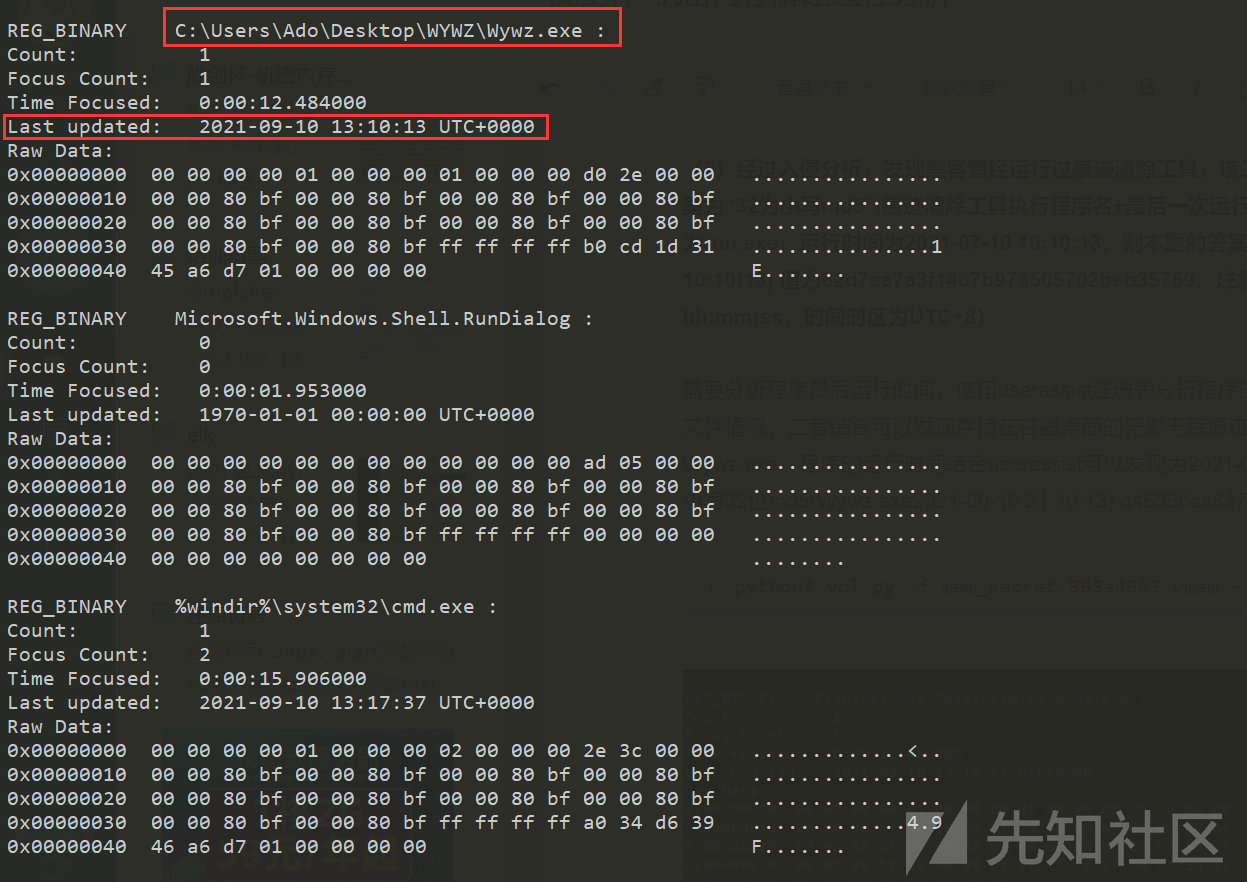 REG_BINARY    C:\Users\Ado\Desktop\WYWZ\Wywz.exe :
Count:          1
Focus Count:    1
Time Focused:   0:00:12.484000
Last updated:   2021-09-10 13:10:13 UTC+0000
Raw Data:
0x00000000  00 00 00 00 01 00 00 00 01 00 00 00 d0 2e 00 00   ................
0x00000010  00 00 80 bf 00 00 80 bf 00 00 80 bf 00 00 80 bf   ................
0x00000020  00 00 80 bf 00 00 80 bf 00 00 80 bf 00 00 80 bf   ................
0x00000030  00 00 80 bf 00 00 80 bf ff ff ff ff b0 cd 1d 31   ...............1
0x00000040  45 a6 d7 01 00 00 00 00                           E.......
REG_BINARY    Microsoft.Windows.Shell.RunDialog :
Count:          0
Focus Count:    0
Time Focused:   0:00:01.953000
Last updated:   1970-01-01 00:00:00 UTC+0000
Raw Data:
0x00000000  00 00 00 00 00 00 00 00 00 00 00 00 ad 05 00 00   ................
0x00000010  00 00 80 bf 00 00 80 bf 00 00 80 bf 00 00 80 bf   ................
0x00000020  00 00 80 bf 00 00 80 bf 00 00 80 bf 00 00 80 bf   ................
0x00000030  00 00 80 bf 00 00 80 bf ff ff ff ff 00 00 00 00   ................
0x00000040  00 00 00 00 00 00 00 00                           ........
REG_BINARY    %windir%\system32\cmd.exe :
Count:          1
Focus Count:    2
Time Focused:   0:00:15.906000
Last updated:   2021-09-10 13:17:37 UTC+0000
Raw Data:
0x00000000  00 00 00 00 01 00 00 00 02 00 00 00 2e 3c 00 00   .............<..
0x00000010  00 00 80 bf 00 00 80 bf 00 00 80 bf 00 00 80 bf   ................
0x00000020  00 00 80 bf 00 00 80 bf 00 00 80 bf 00 00 80 bf   ................
0x00000030  00 00 80 bf 00 00 80 bf ff ff ff ff a0 34 d6 39   .............4.9
0x00000040  46 a6 d7 01 00 00 00 00                           F.......
先知社区